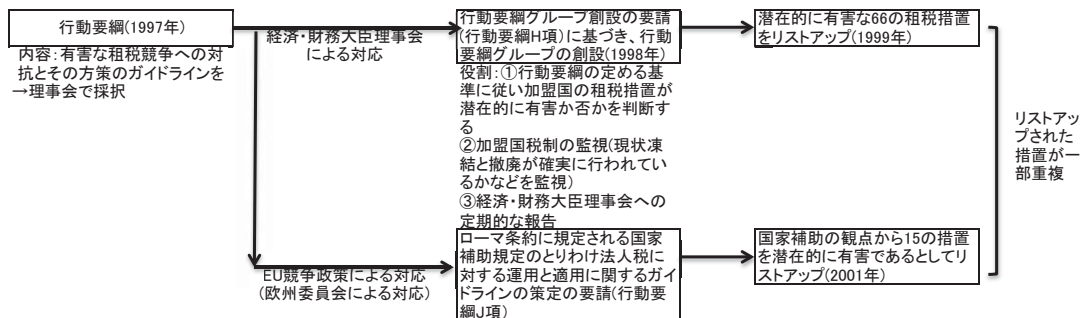 行動要綱(1997年)
内容:有害な租税競争への対
抗とその方策のガイドラインを
→理事会で採択
経済・財務大臣理事会
による対応
行動要綱グループ創設の要請
(行動要綱H項)に基づき、行動
要綱グループの創設(1998年)
役割:①行動要綱の定める基
準に従い加盟国の租税措置が
潜在的に有害か否かを判断す
る
②加盟国税制の監視(現状凍
結と撤廃が確実に行われてい
るかなどを監視)
③経済・財務大臣理事会への
定期的な報告
潜在的に有害な66の租税措置
をリストアップ(1999年)
EU競争政策による対応
(欧州委員会による対応)
ローマ条約に規定される国家
補助規定のとりわけ法人税に
対する運用と適用に関するガイ
ドラインの策定の要請(行動要
綱J項)
国家補助の観点から15の措置
を潜在的に有害であるとしてリ
ストアップ(2001年)
リストアッ
プされた
措置が一
部重複